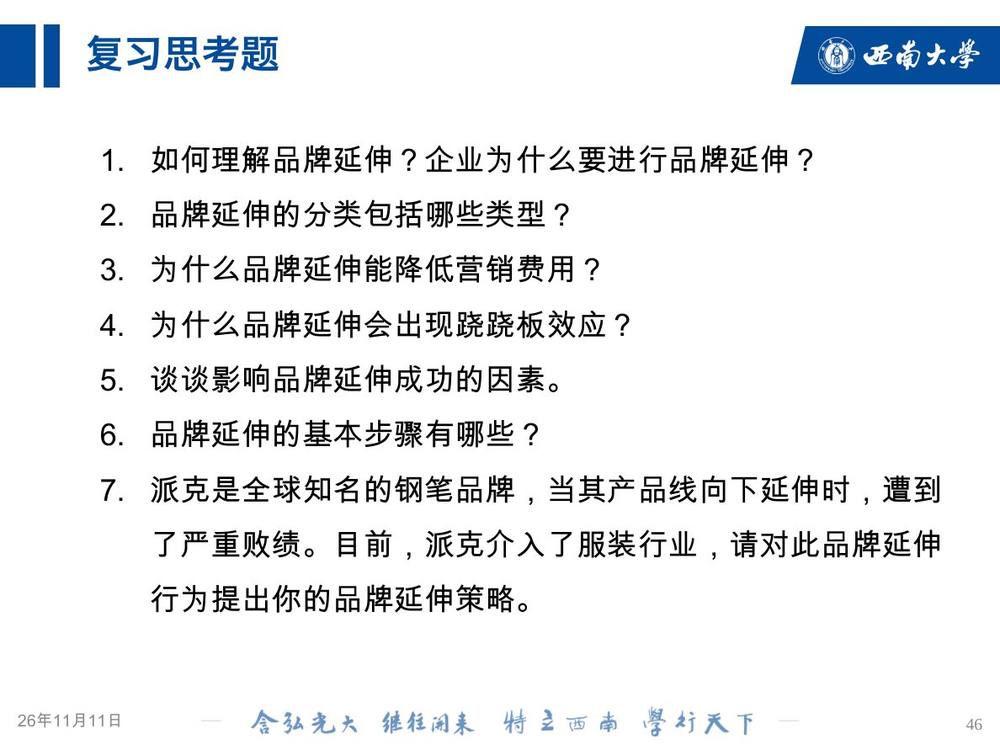 复习思考题
西南大学
1. 如何理解品牌延伸？企业为什么要进行品牌延伸？
2. 品牌延伸的分类包括哪些类型？
3. 为什么品牌延伸能降低营销费用？
4. 为什么品牌延伸会出现跷跷板效应？
5. 谈谈影响品牌延伸成功的因素。
6. 品牌延伸的基本步骤有哪些？
7. 派克是全球知名的钢笔品牌，当其产品线向下延伸时，遭到
了严重败绩。目前，派克介入了服装行业，请对此品牌延伸
行为提出你的品牌延伸策略。
26年11月11日
含弘光大 继往开来 特立西南 学行天下
46